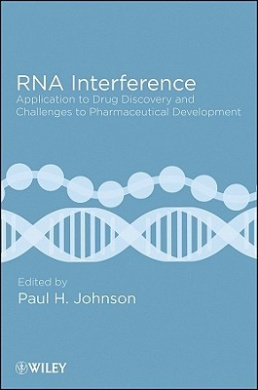 RNA Interference
Application to Drug Discovery and
Challenges to Pharmaceutical Development
Edited by
Paul H. Johnson
WILEY